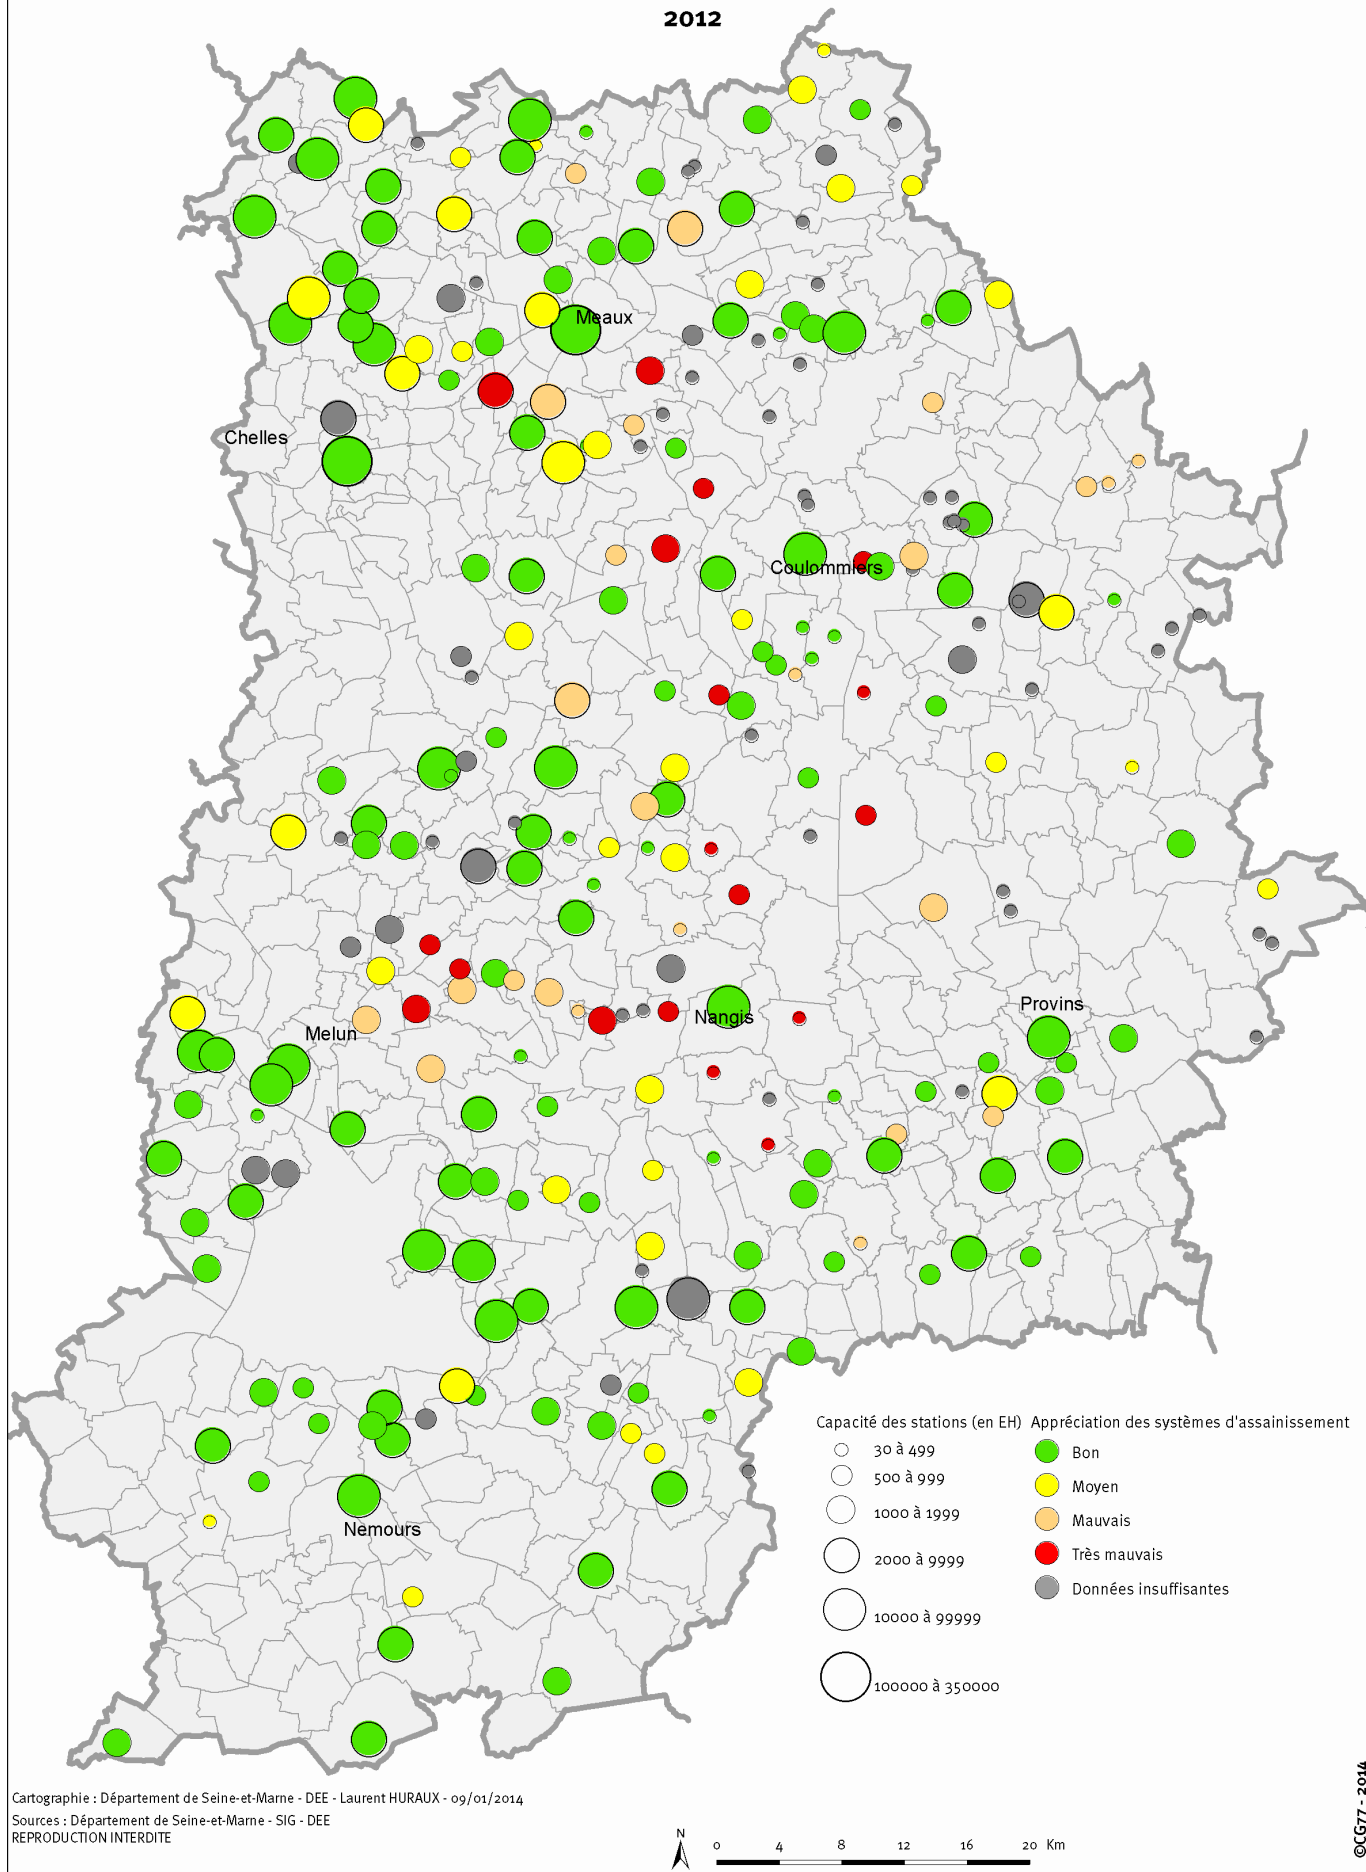 2012
Meaux
Chelles
Coulommiers
Provins
Nangis
Melun
Nemours
Capacité des stations (en EH)
30 à 499
500 à 999
1000 à 1999
2000 à 9999
10000 à 99999
100000 à 350000
Appréciation des systèmes d'assainissement
Bon
Moyen
Mauvais
Très mauvais
Données insuffisantes
Cartographie : Département de Seine-et-Marne - DEE - Laurent HURAUX - 09/01/2014
Sources : Département de Seine-et-Marne - SIG - DEE
REPRODUCTION INTERDITE
N
0 4 8 12 16 20 Km
©CG77 - 2014